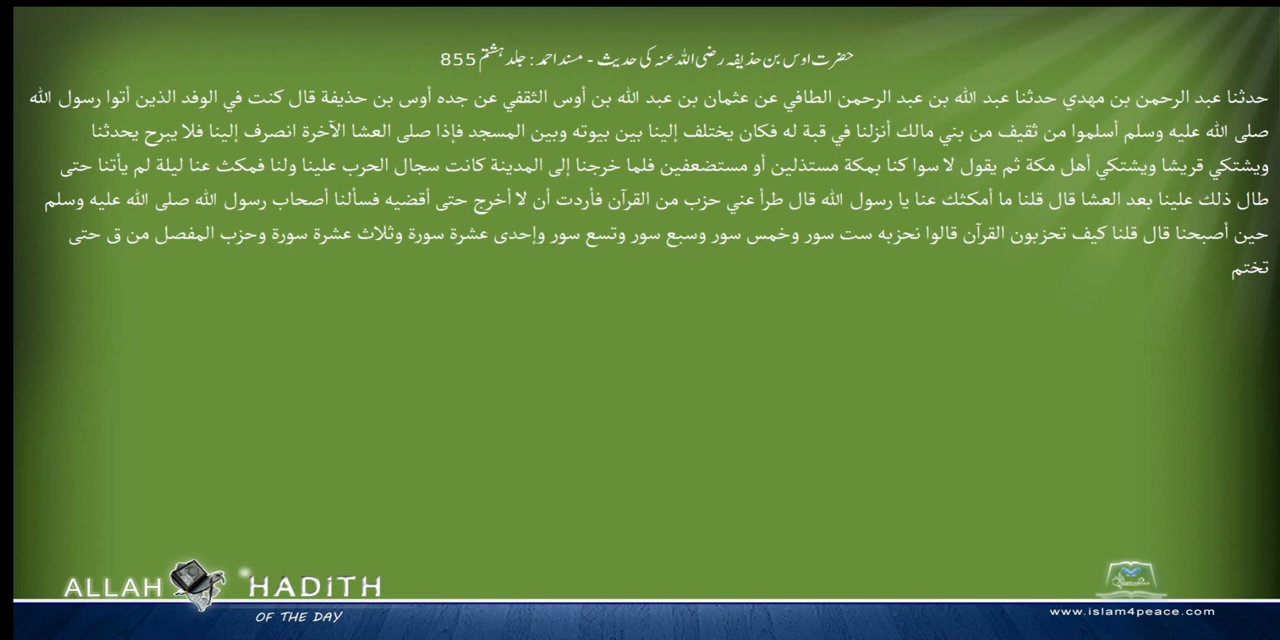 حضرت اوس بن حذیفہ رضی اللہ عنہ کی حدیث - مسند احمد : جلد ہشتم 855
حدثنا عبد الرحمن بن مهدي حدثنا عبد الله بن عبد الرحمن الطافي عن عثمان بن عبد الله بن أوس الثقفي عن جده أوس بن حذيفة قال كنت في الوفد الذين أتوا رسول الله
صلى الله عليه وسلم أسلموا من ثقيف من بني مالك أنزلنا في قبة له فكان يختلف إلينا بين بيوته وبين المسجد فإذا صلى العشا الآخرة انصرف إلينا فلا يبرح يحدثنا
ويشتكي قريشا ويشتكي أهل مكة ثم يقول لا سوا كنا بمكة مستذلين أو مستضعفين فلما خرجنا إلى المدينة كانت سجال الحرب علينا ولنا فمكث عنا ليلة لم يأتنا حتى
طال ذلك علينا بعد العشا قال قلنا ما أمكثك عنا يا رسول الله قال طرأ عني حزب من القرآن فأردت أن لا أخرج حتى أقضيه فسألنا أصحاب رسول الله صلى الله عليه وسلم
حين أصبحنا قال قلنا كيف تحزبون القرآن قالوا نحزبه ست سور وخمس سور وسبع سور وتسع سور وإحدى عشرة سورة وثلاث عشرة سورة وحزب المفصل من ق حتى
تختم
ALLAH HADITH
OF THE DAY
www.islam4peace.com